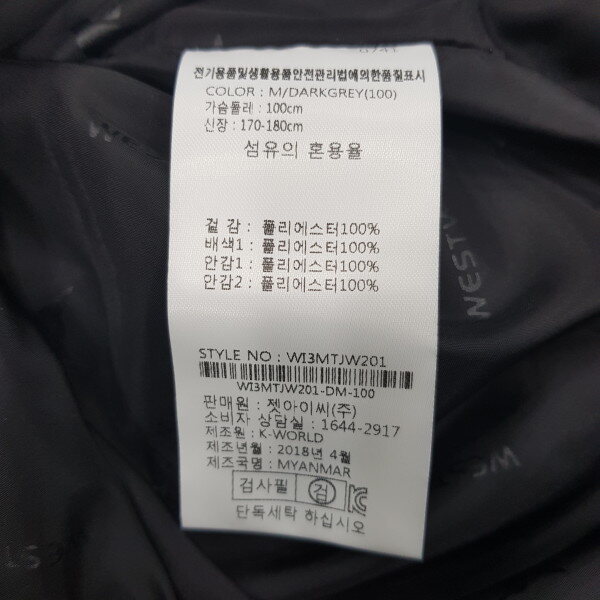 전기용품및생활용품안전관리법에의한품질표시
COLOR : M/DARKGREY(100)
가슴둘레 : 100cm
신장 : 170-180cm
섬유의 혼용율
겉 감 : 폴리에스터100%
배색1 : 폴리에스터100%
안감1 : 폴리에스터100%
안감2 : 폴리에스터100%
STYLE NO : WI3MTJW201
WI3MTJW201-DM-100
판매원 : 젯아이씨(주)
소비자 상담실 : 1644-2917
제조원 : K-WORLD
제조년월 : 2018년 4월
제조국명 : MYANMAR
검사필 검
단독세탁 하십시오